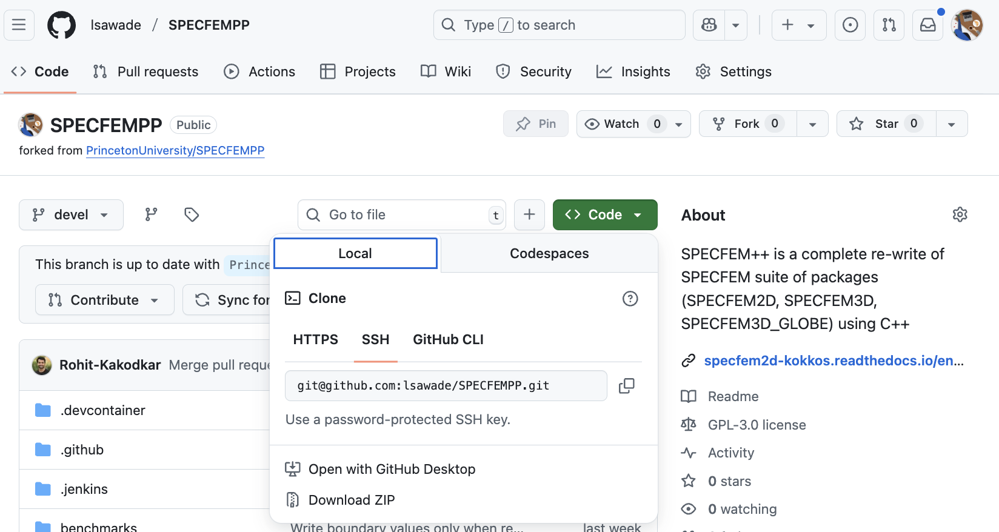 lsawade / SPECFEMPP
Type / to search
Code
Pull requests
Actions
Projects
Wiki
Security
Insights
Settings
SPECFEMPP Public
forked from PrincetonUniversity/SPECFEMPP
Pin
Watch 0
Fork 0
Star 0
devel
Go to file t
Code
This branch is up to date with Prince
Contribute
Sync for
Rohit-Kakodkar Merge pull reque
.devcontainer
.github
.jenkins
benchmarks
Write boundary values only when re...
last week
Local
Codespaces
Clone
HTTPS
SSH
GitHub CLI
git@github.com:lsawade/SPECFEMPP.git
Use a password-protected SSH key.
Open with GitHub Desktop
Download ZIP
About
SPECFEM++ is a complete re-write of
SPECFEM suite of packages
(SPECFEM2D, SPECFEM3D,
SPECFEM3D_GLOBE) using C++
specfem2d-kokkos.readthedocs.io/en...
Readme
GPL-3.0 license
Activity
0 stars
0 watching